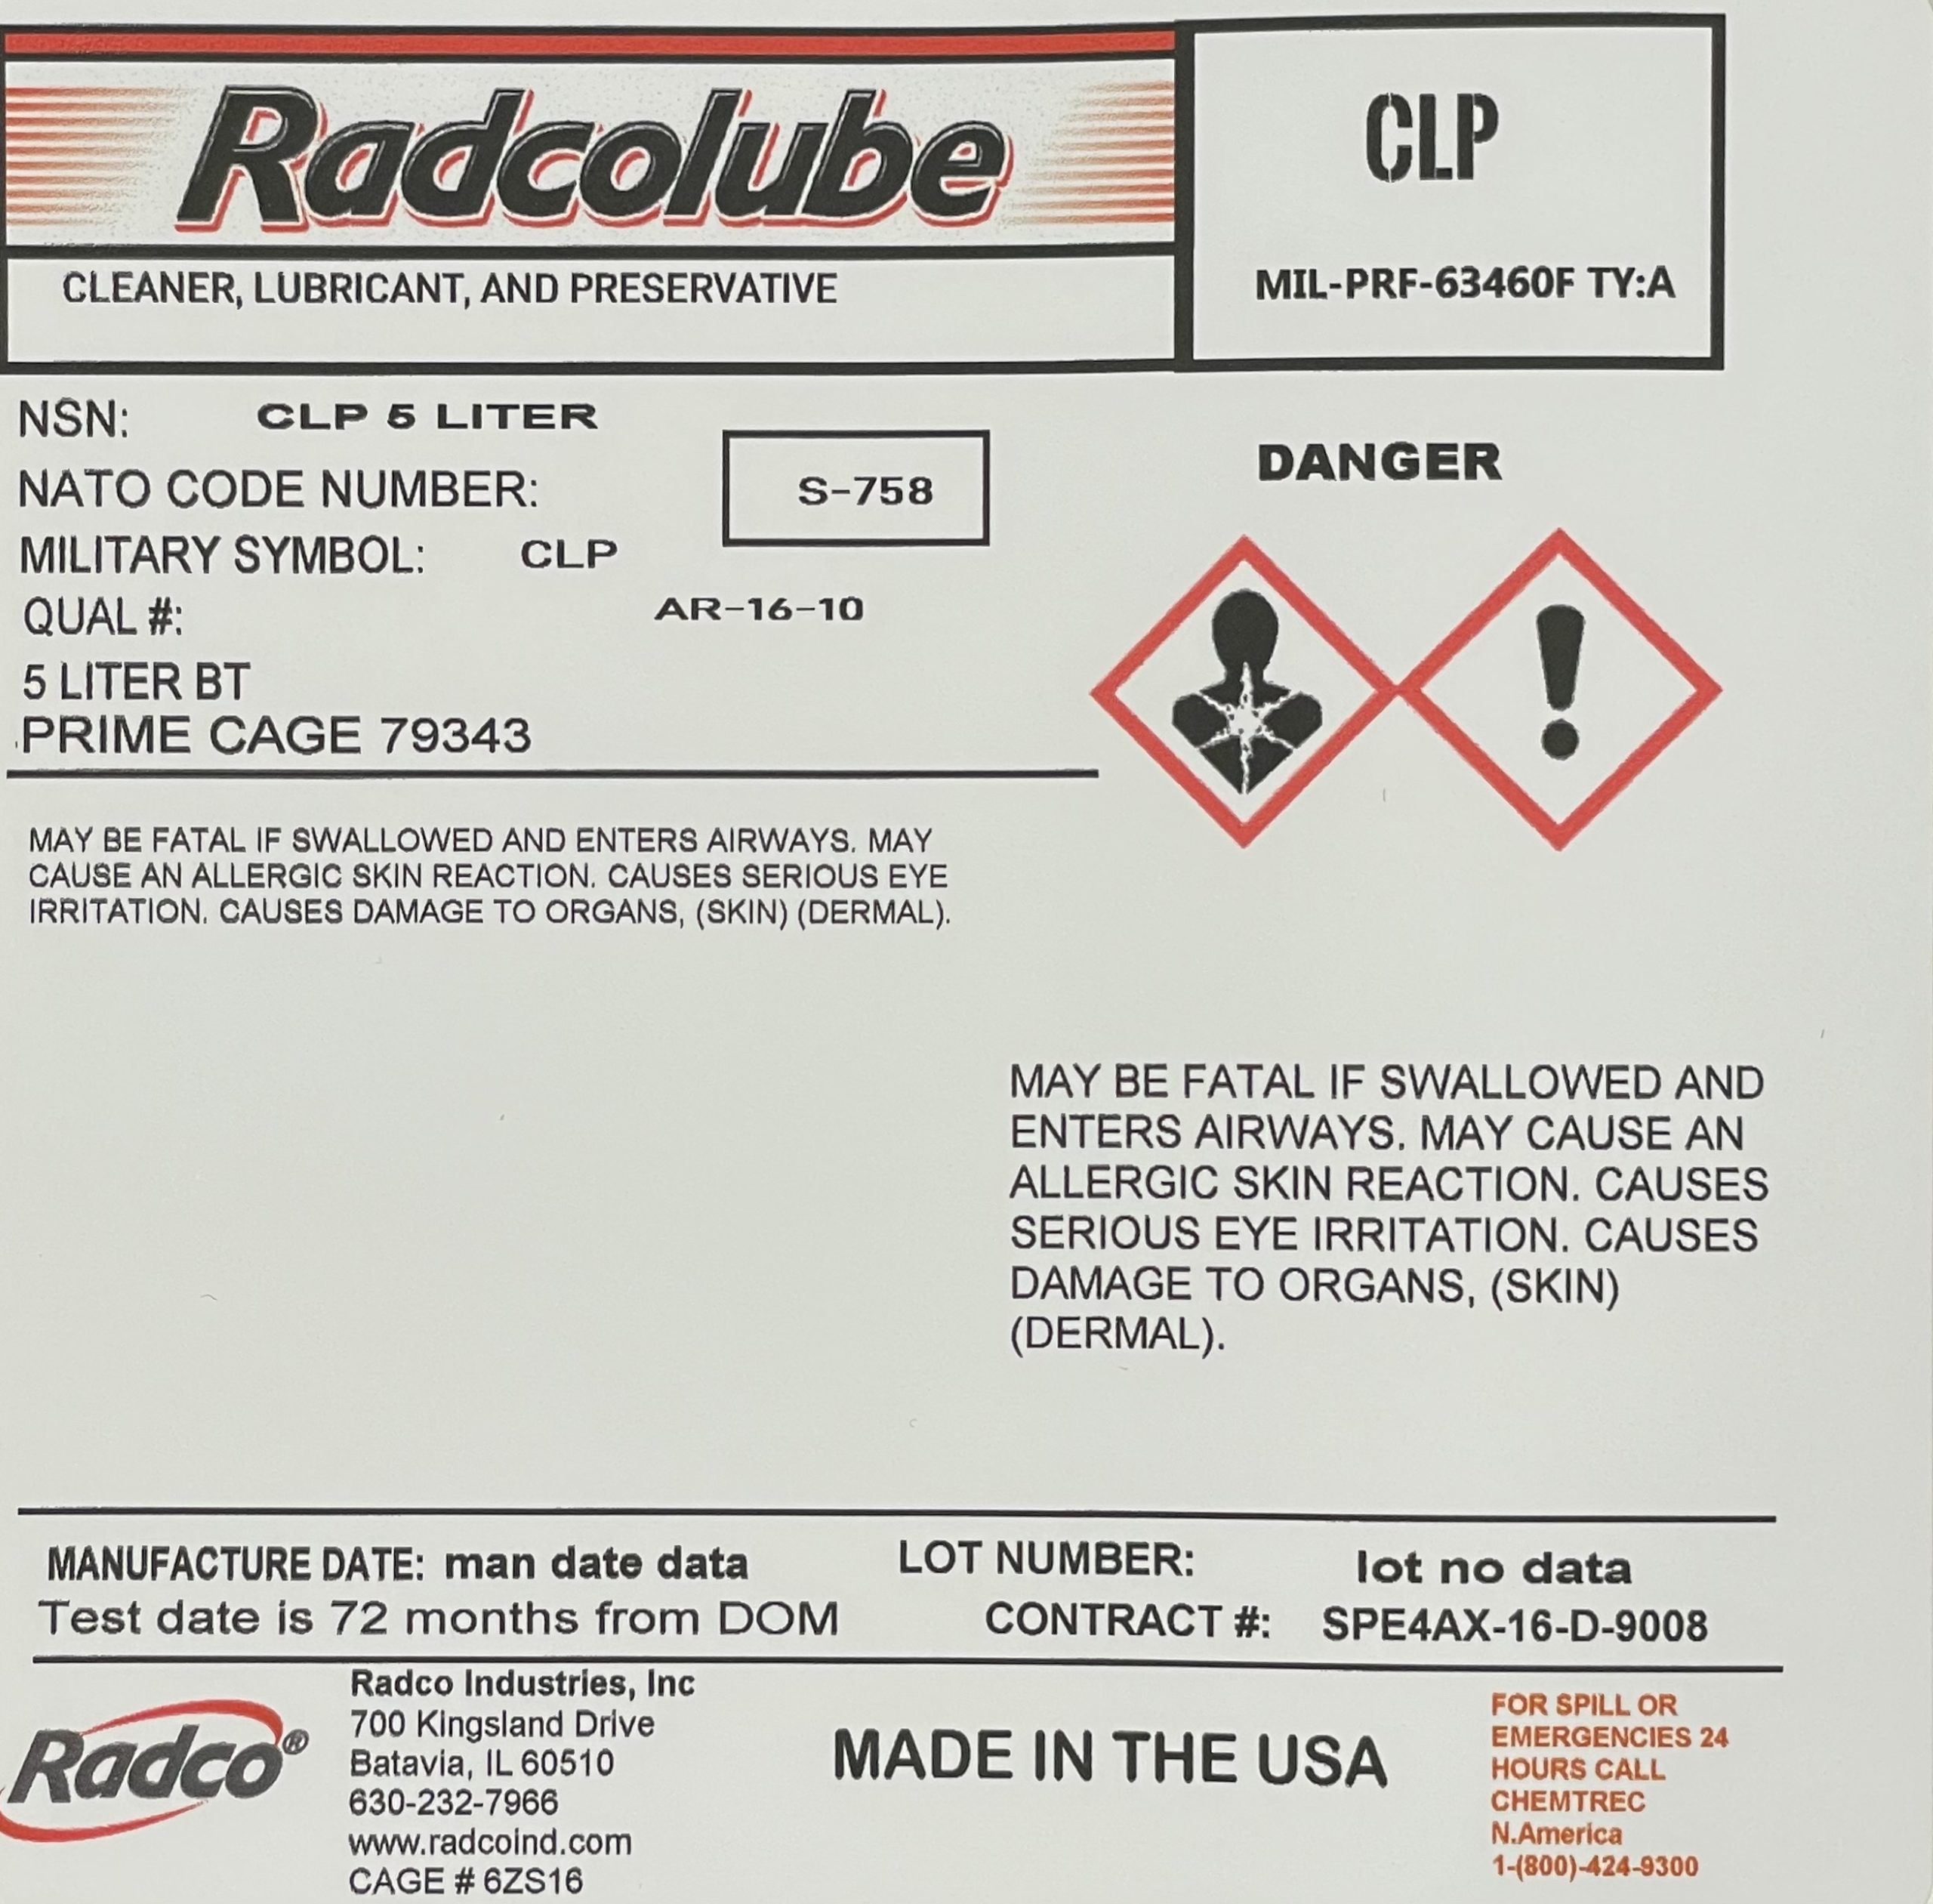 Radcolube
CLP
CLEANER, LUBRICANT, AND PRESERVATIVE
MIL-PRF-63460F TY:A
NSN: CLP 5 LITER
NATO CODE NUMBER: S-758
MILITARY SYMBOL: CLP
QUAL #: AR-16-10
5 LITER BT
PRIME CAGE 79343
DANGER
MAY BE FATAL IF SWALLOWED AND ENTERS AIRWAYS. MAY
CAUSE AN ALLERGIC SKIN REACTION. CAUSES SERIOUS EYE
IRRITATION. CAUSES DAMAGE TO ORGANS, (SKIN) (DERMAL).
MAY BE FATAL IF SWALLOWED AND
ENTERS AIRWAYS. MAY CAUSE AN
ALLERGIC SKIN REACTION. CAUSES
SERIOUS EYE IRRITATION. CAUSES
DAMAGE TO ORGANS, (SKIN)
(DERMAL).
MANUFACTURE DATE: man date data
LOT NUMBER: lot no data
Test date is 72 months from DOM
CONTRACT #: SPE4AX-16-D-9008
Radco®
Radco Industries, Inc
700 Kingsland Drive
Batavia, IL 60510
630-232-7966
www.radcoind.com
CAGE # 6ZS16
MADE IN THE USA
FOR SPILL OR
EMERGENCIES 24
HOURS CALL
CHEMTREC
N.America
1-(800)-424-9300